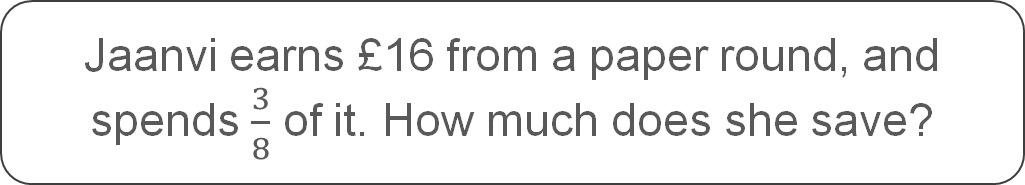 Jaanvi earns £16 from a paper round, and
spends 3/8 of it. How much does she save?